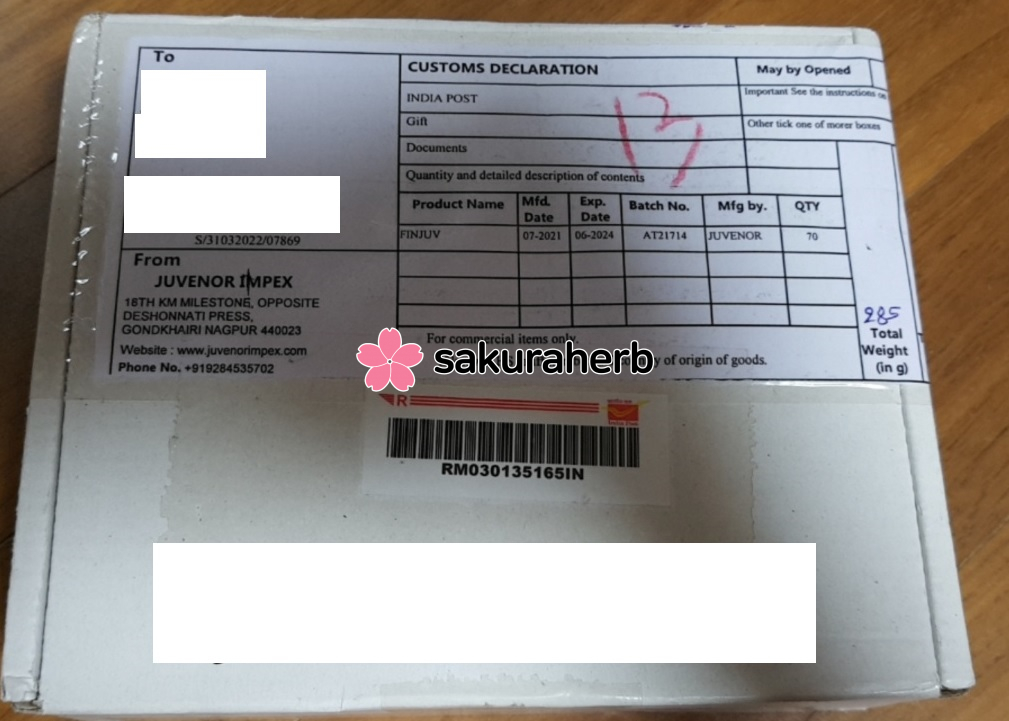 To
S/31032022/07869
From
JUVENOR IMPEX
18TH KM MILESTONE, OPPOSITE
DESHONNATI PRESS,
GONDKHAIRI NAGPUR 440023
Website : www.juvenorimpex.com
Phone No. +919284535702
CUSTOMS DECLARATION
May by Opened
INDIA POST
Important See the instructions on
Gift
Other tick one of morer boxes
Documents
13
Quantity and detailed description of contents
Product Name Mfd. Date Exp. Date Batch No. Mfg by. QTY
FINJUV 07-2021 06-2024 AT21714 JUVENOR 70
285
Total
Weight
(in g)
For commercial items only.
y of origin of goods.
sakuraherb
R
RM030135165IN